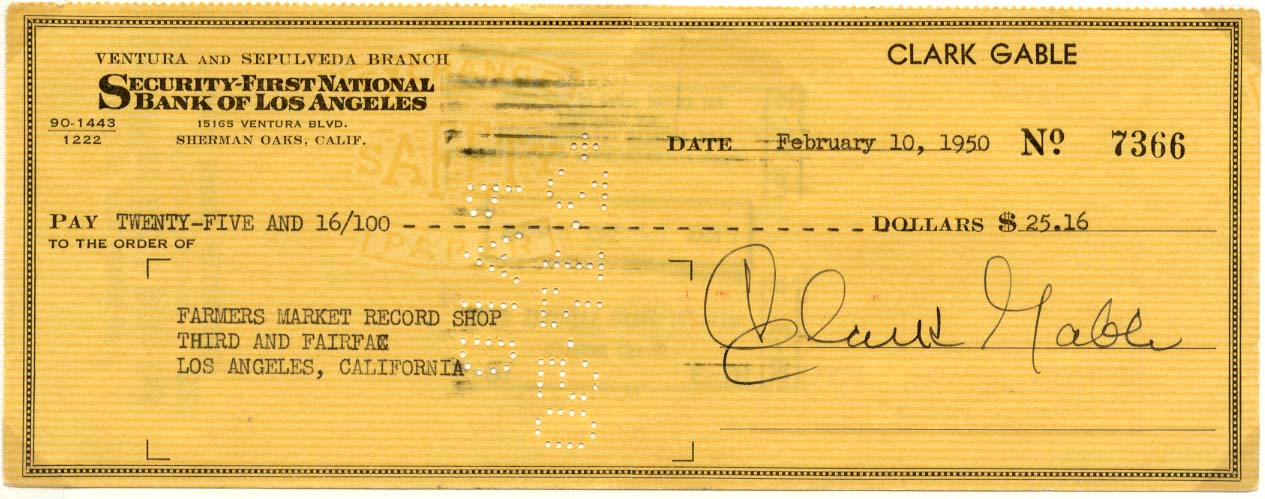 VENTURA AND SEPULVEDA BRANCH
SECURITY-FIRST NATIONAL
BANK OF LOS ANGELES
90-1443
1222
15165 VENTURA BLVD.
SHERMAN OAKS, CALIF.
CLARK GABLE
DATE February 10, 1950 Nº 7366
PAY TWENTY-FIVE AND 16/100 - - - - - - - - - - - - - - - - - - - - - - - - - - DOLLARS $ 25.16
TO THE ORDER OF
FARMERS MARKET RECORD SHOP
THIRD AND FAIRFAX
LOS ANGELES, CALIFORNIA
Clark Gable
SAFETY
PAPER